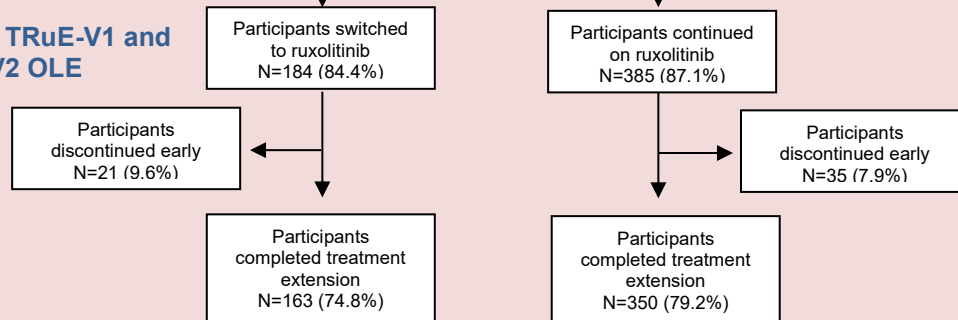 TRuE-V1 and
V2 OLE
Participants switched
to ruxolitinib
N=184 (84.4%)
Participants continued
on ruxolitinib
N=385 (87.1%)
Participants
discontinued early
N=21 (9.6%)
Participants
discontinued early
N=35 (7.9%)
Participants
completed treatment
extension
N=163 (74.8%)
Participants
completed treatment
extension
N=350 (79.2%)